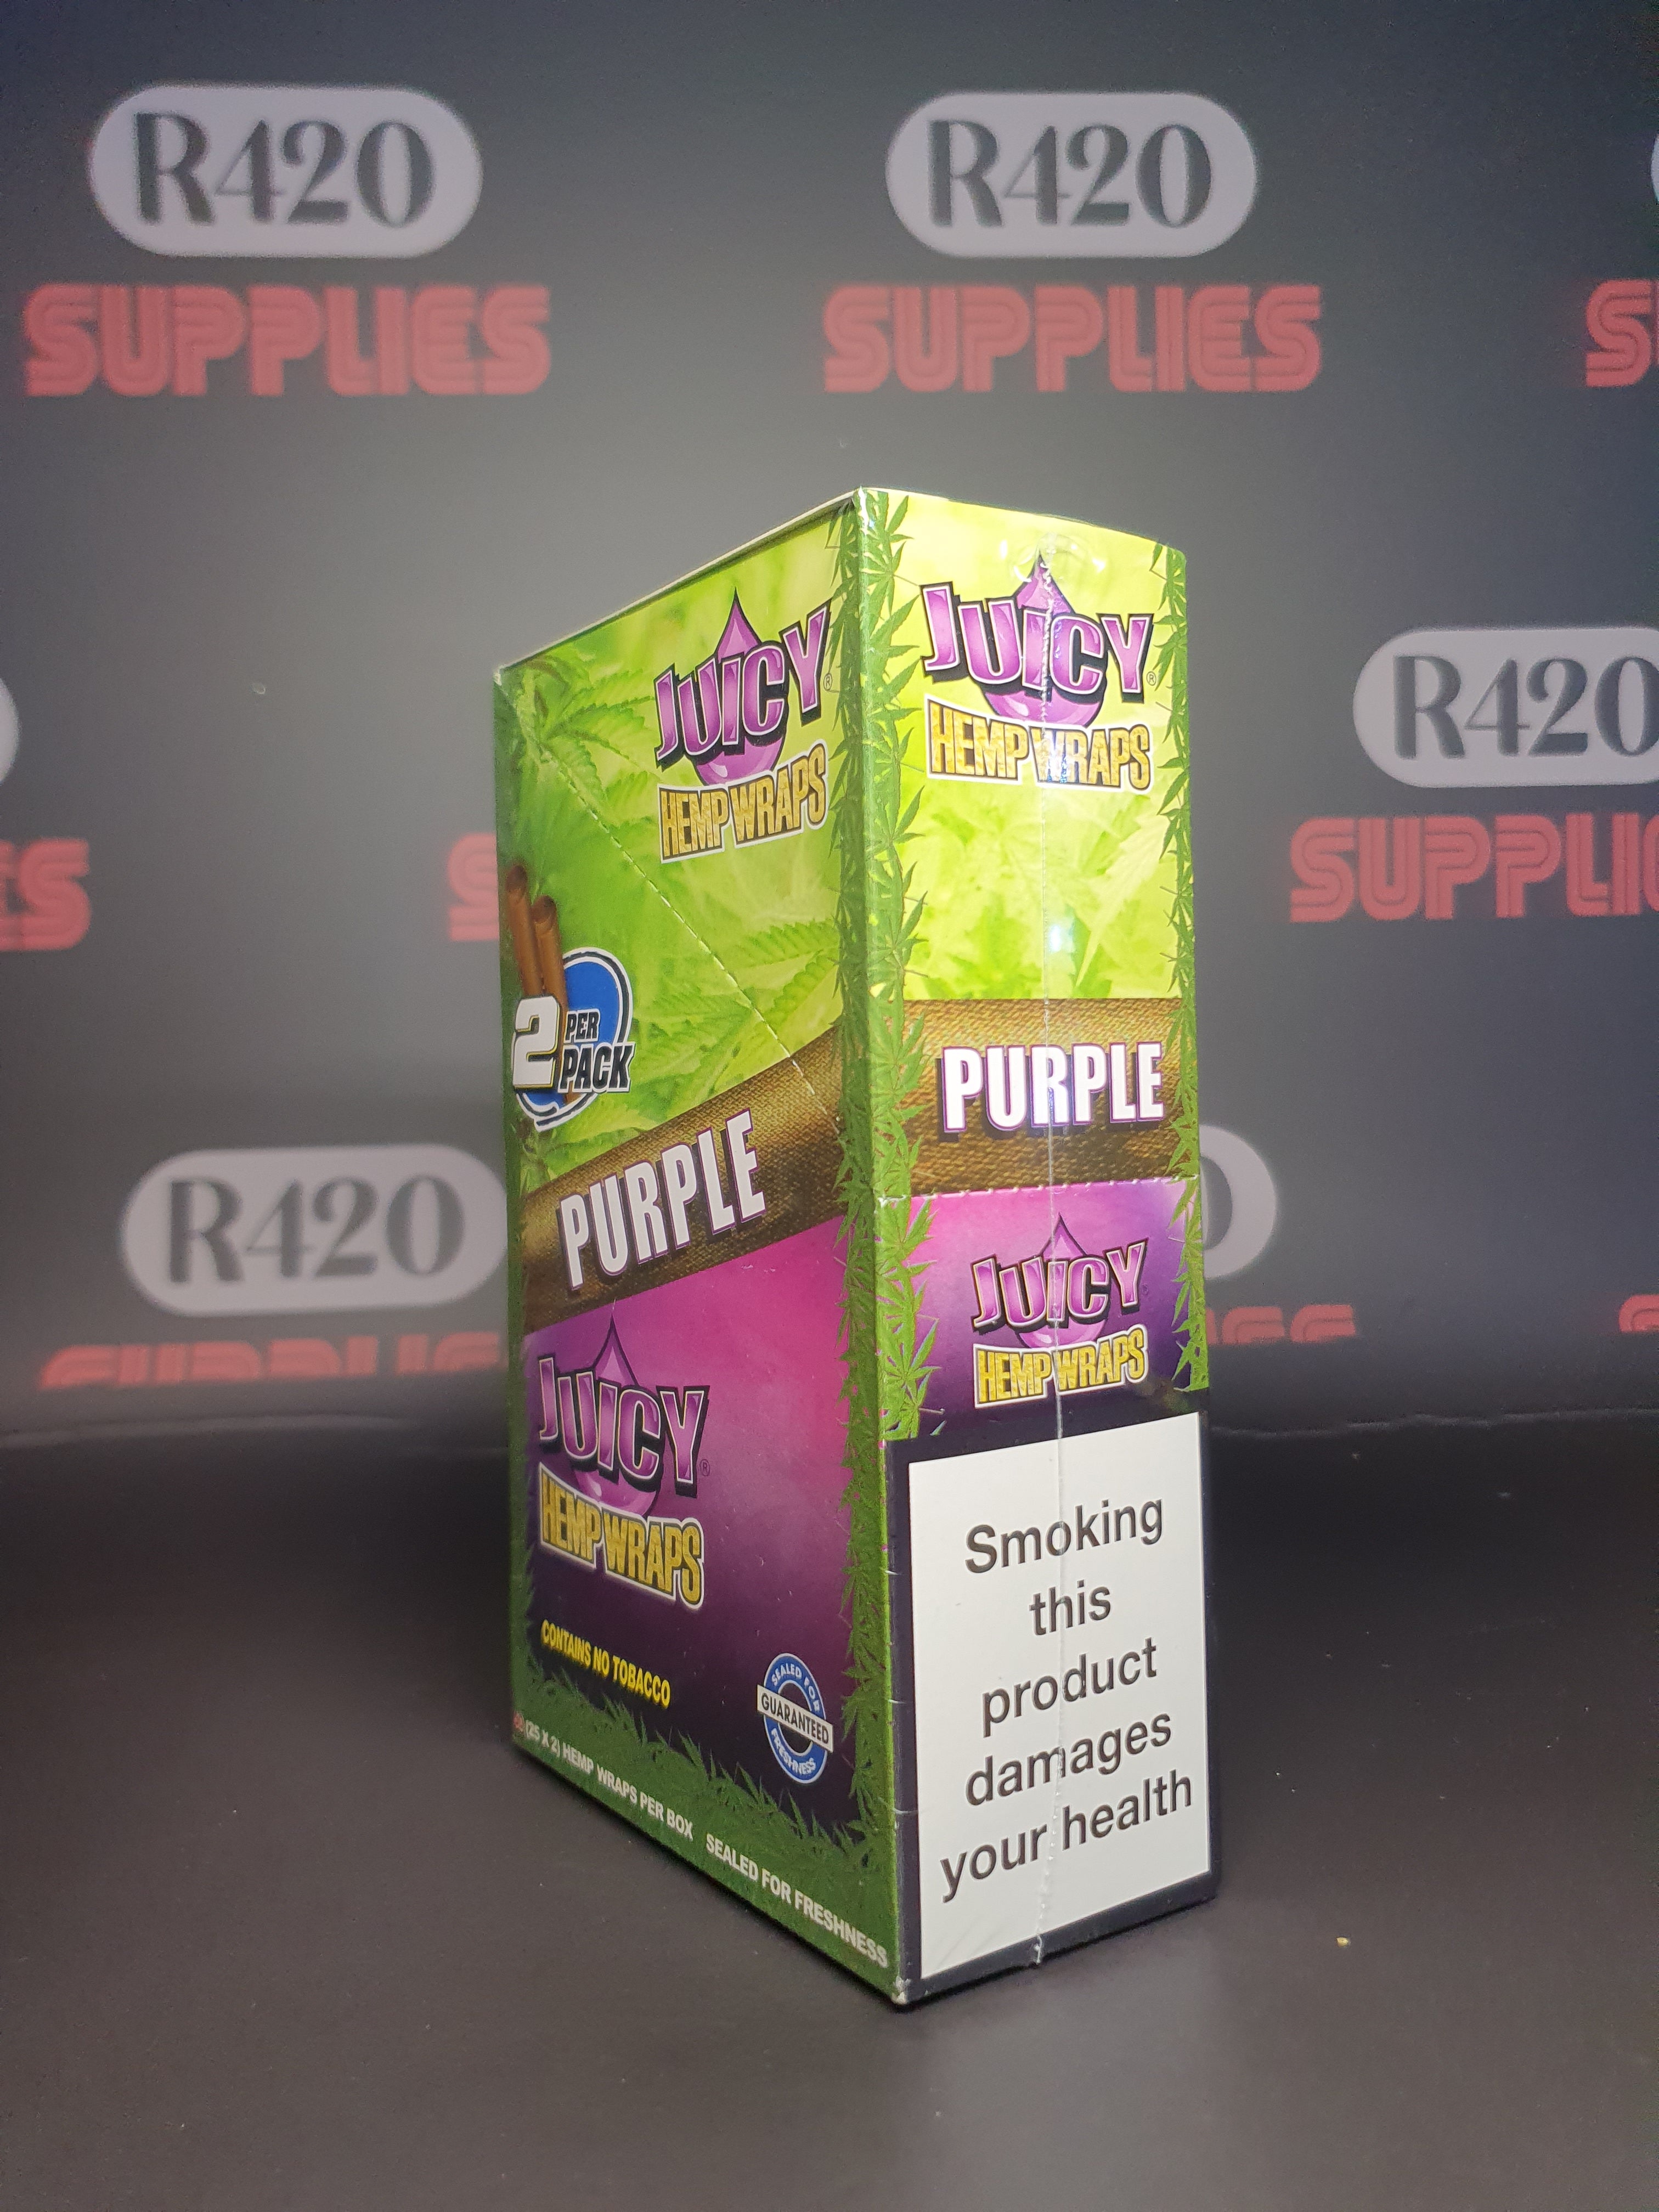 R420
SUPPLIES
R420
SUPPLIES
R420
SUPPLIES
R420
SUPPLIES
JUICY®
HEMP WRAPS
2 PER PACK
PURPLE
JUICY®
HEMP WRAPS
CONTAINS NO TOBACCO
SEALED FOR
GUARANTEED
FRESHNESS
(25 X 2) HEMP WRAPS PER BOX SEALED FOR FRESHNESS
JUICY®
HEMP WRAPS
PURPLE
JUICY
HEMP WRAPS
Smoking
this
product
damages
your health